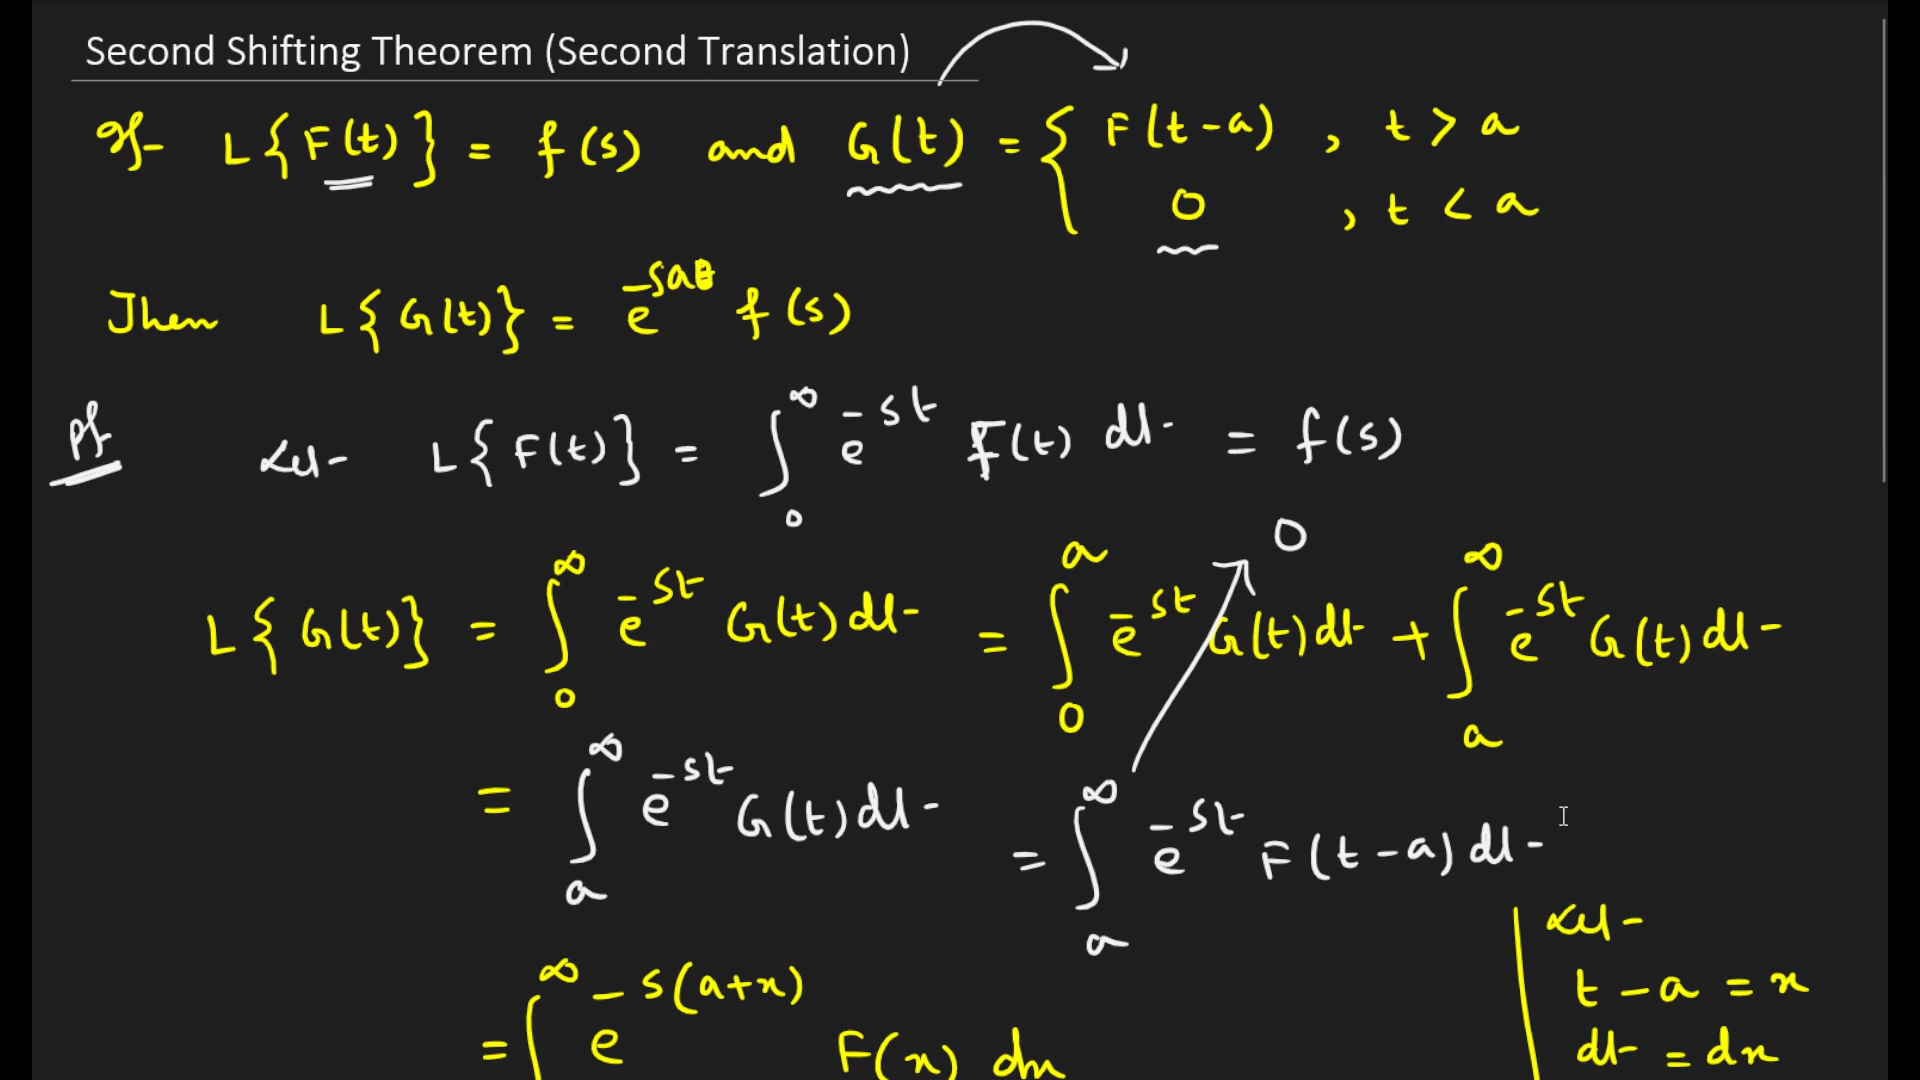 Second Shifting Theorem (Second Translation)
If L{F(t)} = f(s) and G(t) = { F(t-a) , t > a
0 , t < a
Then L{G(t)} = e^{-sa} f(s)
Pf Let L{F(t)} = ∫_0^∞ e^{-st} F(t) dt = f(s)
0
L{G(t)} = ∫_0^∞ e^{-st} G(t)dt = ∫_0^a e^{-st} G(t)dt + ∫_a^∞ e^{-st} G(t)dt
= ∫_a^∞ e^{-st} G(t)dt = ∫_a^∞ e^{-st} F(t-a)dt
Let
t - a = x
dt = dx
= ∫^∞ e^{-s(a+x)} F(x) dx